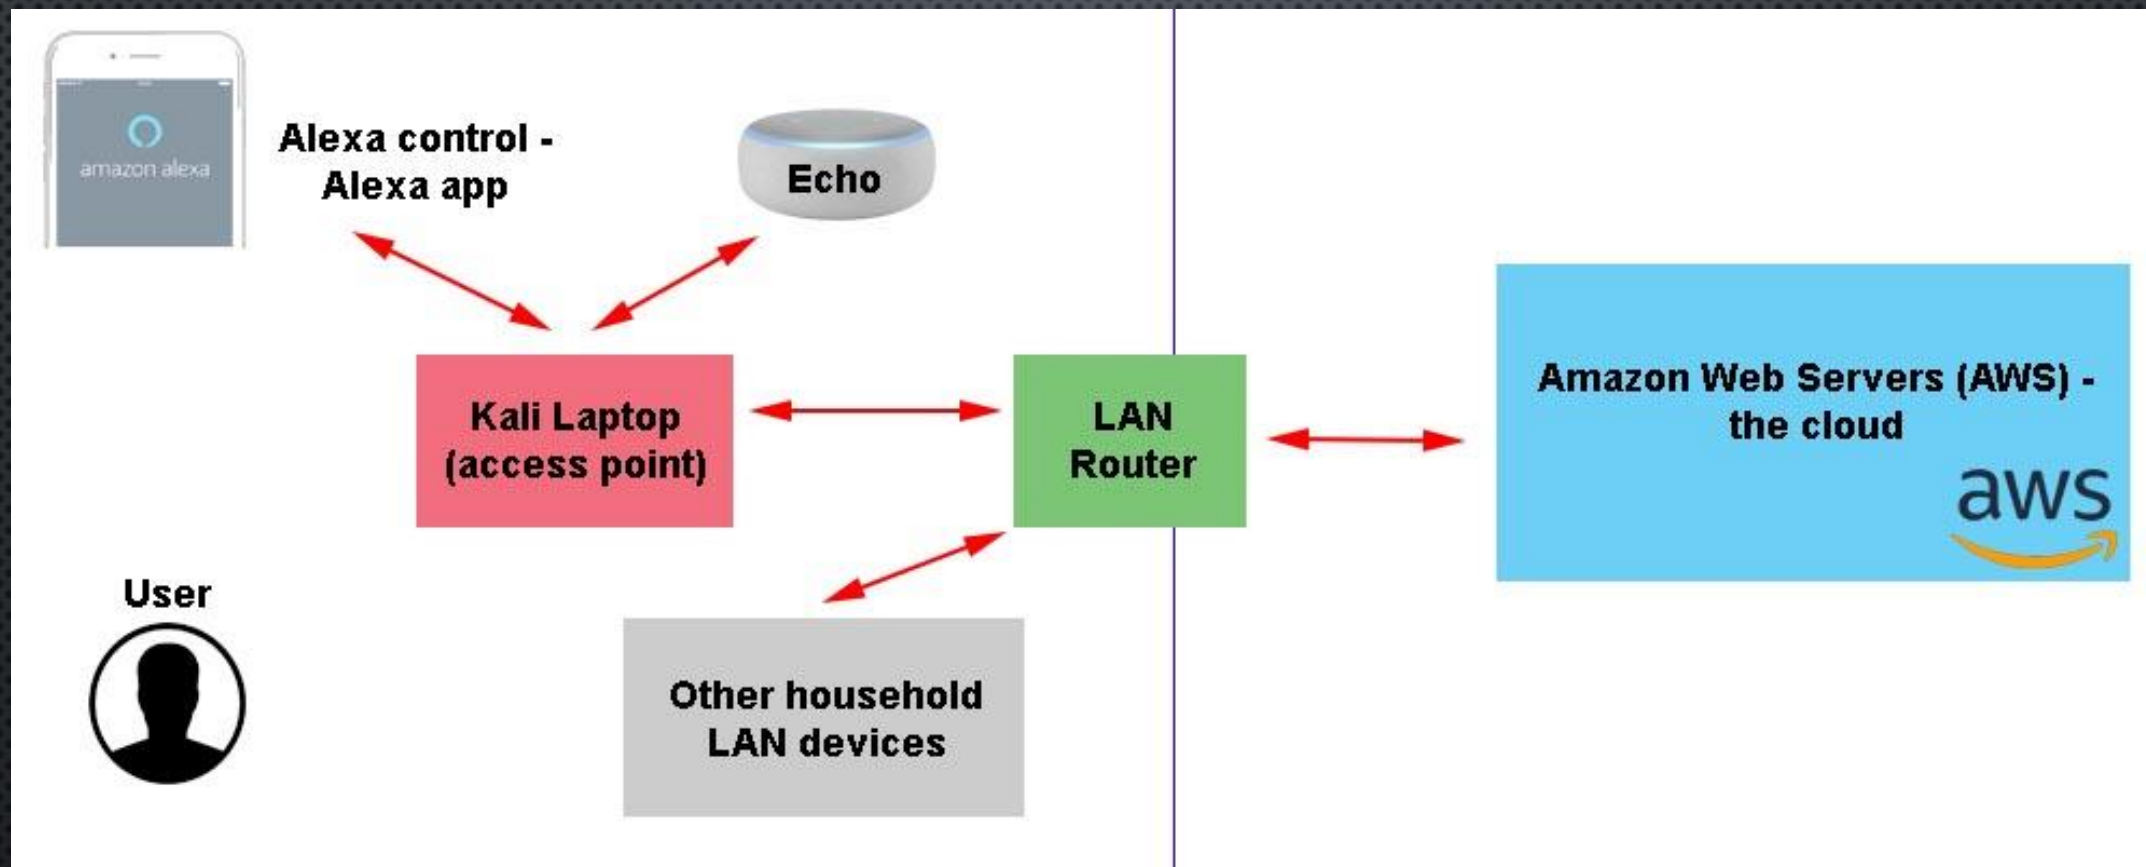 amazon alexa
Alexa control -
Alexa app
Echo
Kali Laptop
(access point)
LAN
Router
Amazon Web Servers (AWS) -
the cloud
aws
User
Other household
LAN devices